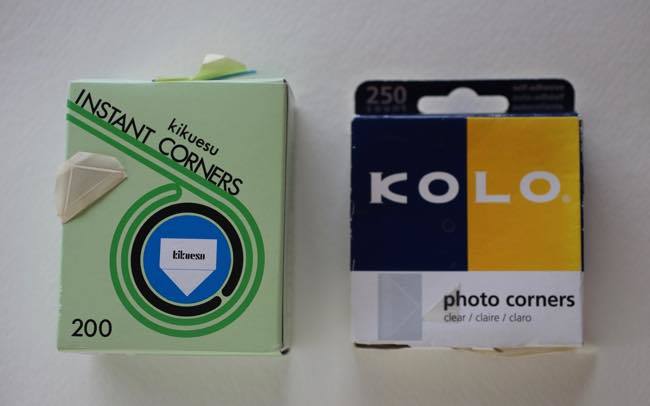 INSTANT CORNERS
kikuesu
kikuesu
200
250
KOLO®
photo corners
clear / claire / claro